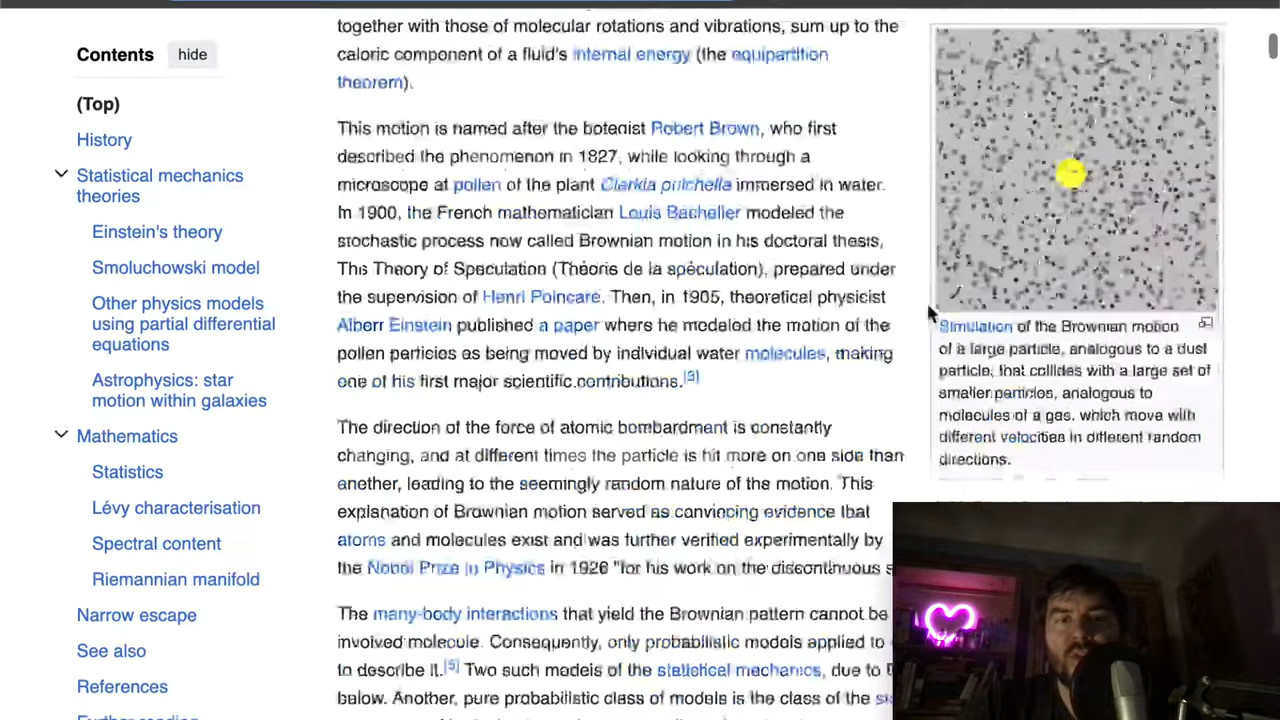 Contents hide
(Top)
History
Statistical mechanics
theories
Einstein's theory
Smoluchowski model
Other physics models
using partial differential
equations
Astrophysics: star
motion within galaxies
Mathematics
Statistics
Lévy characterisation
Spectral content
Riemannian manifold
Narrow escape
See also
References
together with those of molecular rotations and vibrations, sum up to the
caloric component of a fluid's internal energy (the equipartition
theorem).
This motion is named after the botanist Robert Brown, who first
described the phenomenon in 1827, while looking through a
microscope at pollen of the plant Clarkia pulchella immersed in water.
In 1900, the French mathematician Louis Bachelier modeled the
stochastic process now called Brownian motion in his doctoral thesis,
The Theory of Speculation (Théorie de la spéculation), prepared under
the supervision of Henri Poincaré. Then, in 1905, theoretical physicist
Albert Einstein published a paper where he modeled the motion of the
pollen particles as being moved by individual water molecules, making
one of his first major scientific contributions.[3]
The direction of the force of atomic bombardment is constantly
changing, and at different times the particle is hit more on one side than
another, leading to the seemingly random nature of the motion. This
explanation of Brownian motion served as convincing evidence that
atoms and molecules exist and was further verified experimentally by
the Nobel Prize in Physics in 1926 "for his work on the discontinuous s
The many-body interactions that yield the Brownian pattern cannot be
involved molecule. Consequently, only probabilistic models applied to
to describe it.[5] Two such models of the statistical mechanics, due to
below. Another, pure probabilistic class of models is the class of the
Simulation of the Brownian motion
of a large particle, analogous to a dust
particle, that collides with a large set of
smaller particles, analogous to
molecules of a gas, which move with
different velocities in different random
directions.